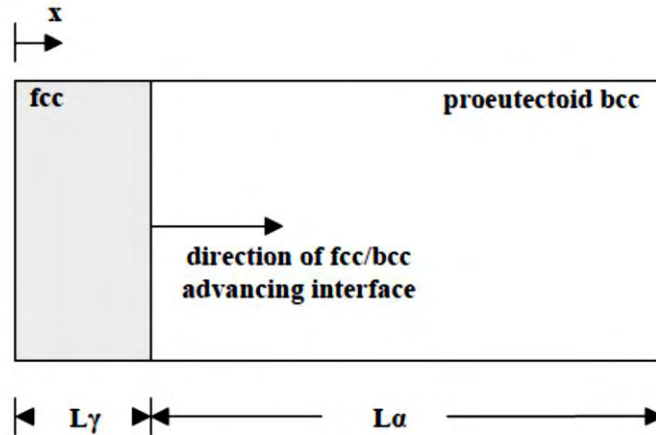 x
fcc
proeutectoid bcc
direction of fcc/bcc
advancing interface
Lγ
Lα